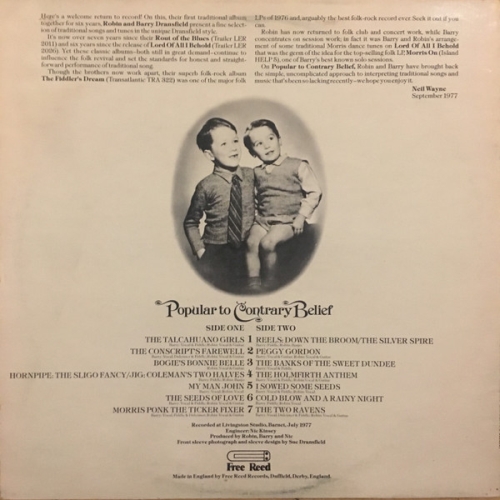 Here's a welcome return to record! On this, their first traditional album
together for six years, Robin and Barry Dransfield present a fine selec-
tion of traditional songs and tunes in the unique Dransfield style.
It's now over seven years since their Rout of the Blues (Trailer LER
2011) and six years since the release of Lord Of All I Behold (Trailer LER
2026). Yet these classic albums—both still in great demand—continue to
influence the folk revival and set the standards for honest and straight-
forward performance of traditional song.
Though the brothers now work apart, their superb folk-rock album
The Fiddler's Dream (Transatlantic TRA 322) was one of the major folk
LPs of 1976 and, arguably the best folk-rock record ever. Seek it out if you
can.
Robin has now returned to folk club and concert work, while Barry
concentrates on session work; in fact it was Barry and Robin's arrange-
ment of some traditional Morris dance tunes on Lord Of All I Behold
that was the germ of the idea for the top-selling folk LP, Morris On (Island
HELP 5), one of Barry's best known solo sessions.
On Popular to Contrary Belief, Robin and Barry have brought back
the simple, uncomplicated approach to interpreting traditional songs and
music that's been so lacking recently—we hope you enjoy it.
Neil Wayne
September 1977
Popular to Contrary Belief
SIDE ONE SIDE TWO
THE TALCAHUANO GIRLS 1 REELS: DOWN THE BROOM/THE SILVER SPIRE
THE CONSCRIPT'S FAREWELL 2 PEGGY GORDON
BOGIE'S BONNIE BELLE 3 THE BANKS OF THE SWEET DUNDEE
HORNPIPE: THE SLIGO FANCY/JIG: COLEMAN'S TWO HALVES 4 THE HOLMFIRTH ANTHEM
MY MAN JOHN 5 I SOWED SOME SEEDS
THE SEEDS OF LOVE 6 COLD BLOW AND A RAINY NIGHT
MORRIS PONK THE TICKER FIXER 7 THE TWO RAVENS
Recorded at Livingston Studio, Barnet, July 1977
Engineer: Nic Kinsey
Produced by Robin, Barry and Nic
Front sleeve photograph and sleeve design by Sue Dransfield
Free Reed
Made in England by Free Reed Records, Duffield, Derby, England.